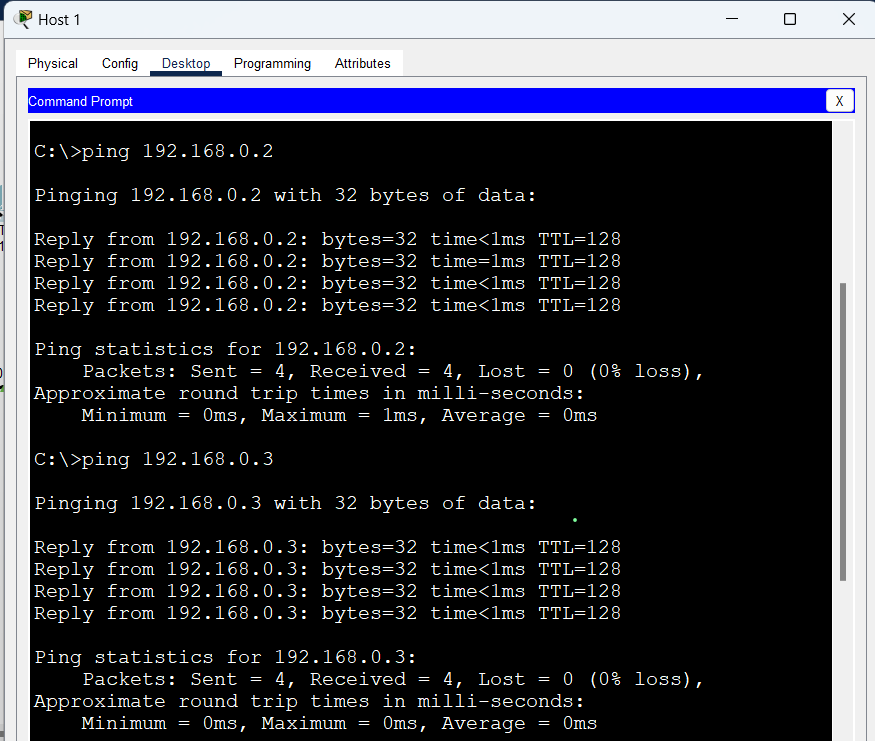 Host 1
Physical Config Desktop Programming Attributes
Command Prompt X
C:\>ping 192.168.0.2
Pinging 192.168.0.2 with 32 bytes of data:
Reply from 192.168.0.2: bytes=32 time<1ms TTL=128
Reply from 192.168.0.2: bytes=32 time=1ms TTL=128
Reply from 192.168.0.2: bytes=32 time<1ms TTL=128
Reply from 192.168.0.2: bytes=32 time<1ms TTL=128
Ping statistics for 192.168.0.2:
    Packets: Sent = 4, Received = 4, Lost = 0 (0% loss),
Approximate round trip times in milli-seconds:
    Minimum = 0ms, Maximum = 1ms, Average = 0ms
C:\>ping 192.168.0.3
Pinging 192.168.0.3 with 32 bytes of data:
Reply from 192.168.0.3: bytes=32 time<1ms TTL=128
Reply from 192.168.0.3: bytes=32 time<1ms TTL=128
Reply from 192.168.0.3: bytes=32 time<1ms TTL=128
Reply from 192.168.0.3: bytes=32 time<1ms TTL=128
Ping statistics for 192.168.0.3:
    Packets: Sent = 4, Received = 4, Lost = 0 (0% loss),
Approximate round trip times in milli-seconds:
    Minimum = 0ms, Maximum = 0ms, Average = 0ms